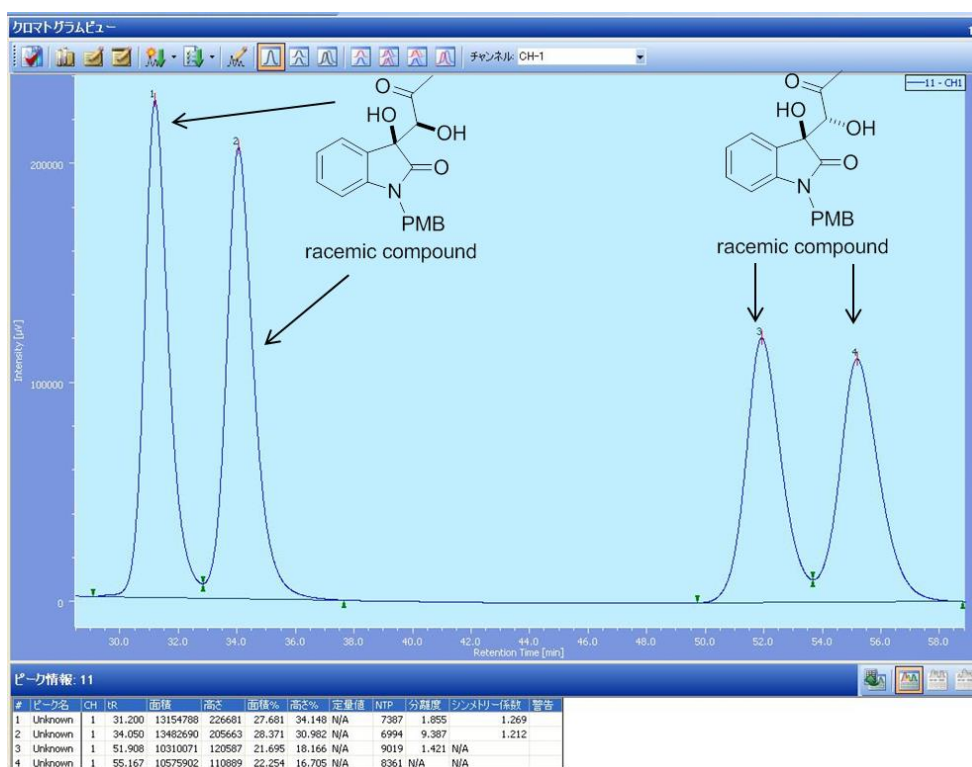 クロマトグラムビュー
チャンネル: CH-1
11 - CH1
1
2
3
4
O
HO
OH
O
N
PMB
racemic compound
O
HO
OH
O
N
PMB
racemic compound
Intensity [μV]
200000
100000
0
30.0 32.0 34.0 36.0 38.0 40.0 42.0 44.0 46.0 48.0 50.0 52.0 54.0 56.0 58.0
Retention Time [min]
ピーク情報: 11
# ピーク名 CH tR 面積 高さ 面積% 高さ% 定量値 NTP 分離度 シンメトリー係数 警告
1 Unknown 1 31.200 13154788 226681 27.681 34.148 N/A 7387 1.855 1.269
2 Unknown 1 34.050 13482690 205663 28.371 30.982 N/A 6994 9.387 1.212
3 Unknown 1 51.908 10310071 120587 21.695 18.166 N/A 9019 1.421 N/A
4 Unknown 1 55.167 10575902 110889 22.254 16.705 N/A 8361 N/A N/A